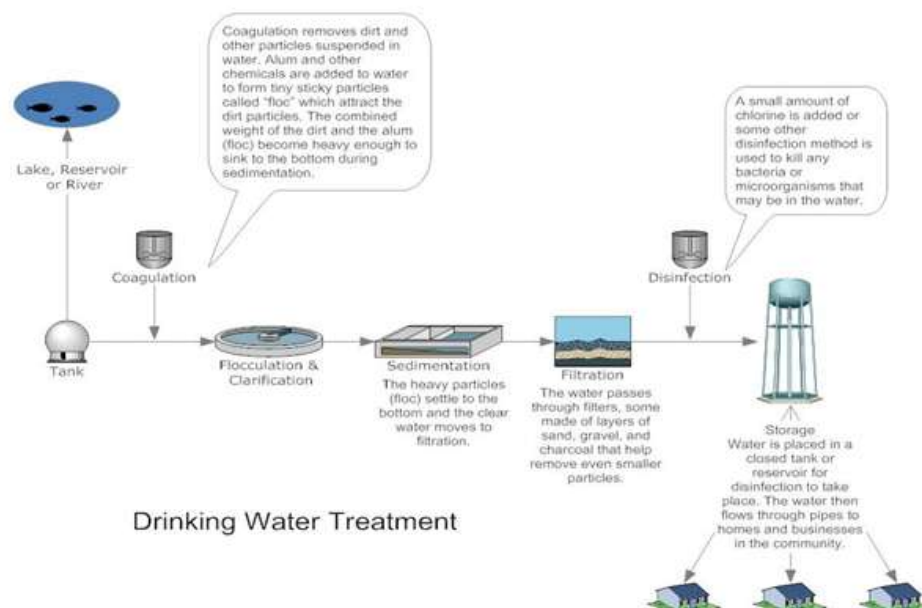 Coagulation removes dirt and
other particles suspended in
water. Alum and other
chemicals are added to water
to form tiny sticky particles
called "floc" which attract the
dirt particles. The combined
weight of the dirt and the alum
(floc) become heavy enough to
sink to the bottom during
sedimentation.
A small amount of
chlorine is added or
some other
disinfection method is
used to kill any
bacteria or
microorganisms that
may be in the water.
Lake, Reservoir
or River
Coagulation
Disinfection
Tank
Flocculation &
Clarification
Sedimentation
The heavy particles
(floc) settle to the
bottom and the clear
water moves to
filtration.
Filtration
The water passes
through filters, some
made of layers of
sand, gravel, and
charcoal that help
remove even smaller
particles.
Storage
Water is placed in a
closed tank or
reservoir for
disinfection to take
place. The water then
flows through pipes to
homes and businesses
in the community.
Drinking Water Treatment